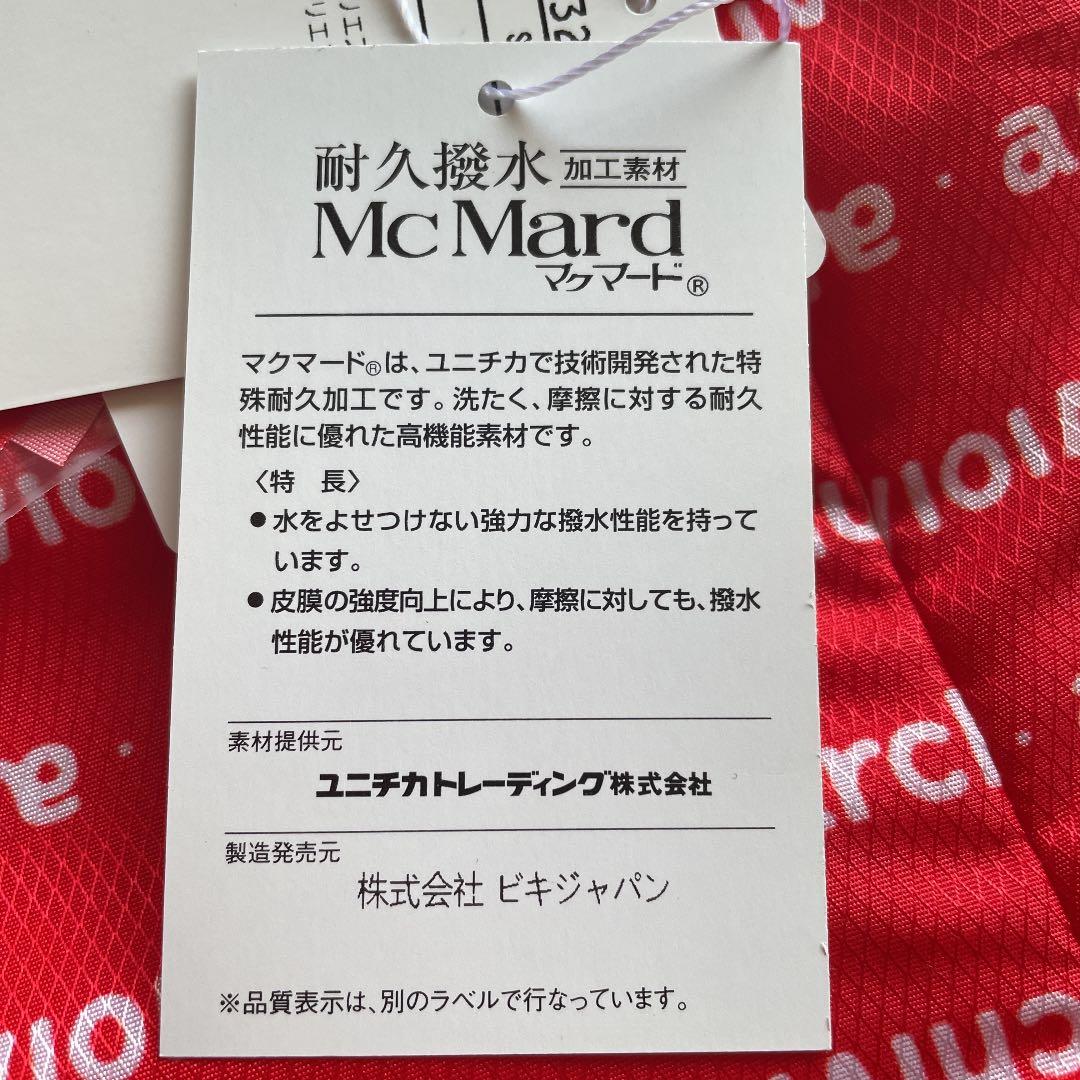 32
耐久撥水 加工素材
Mc Mard
マクマード®
マクマード®は、ユニチカで技術開発された特
殊耐久加工です。洗たく、摩擦に対する耐久
性能に優れた高機能素材です。
〈特　長〉
●水をよせつけない強力な撥水性能を持って
います。
●皮膜の強度向上により、摩擦に対しても、撥水
性能が優れています。
素材提供元
ユニチカトレーディング株式会社
製造発売元
株式会社 ビキジャパン
※品質表示は、別のラベルで行なっています。